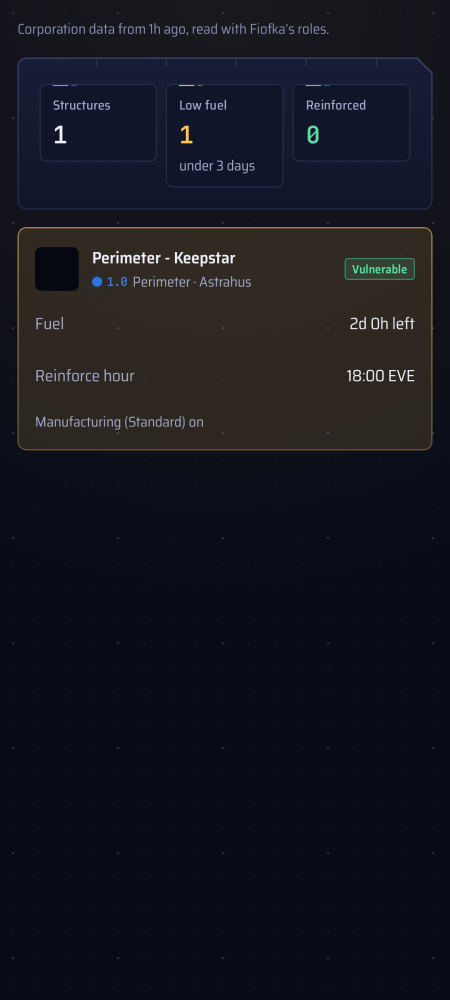 Corporation data from 1h ago, read with Fiofka's roles.
Structures
1
Low fuel
1
under 3 days
Reinforced
0
Perimeter - Keepstar
1.0 Perimeter · Astrahus
Vulnerable
Fuel
2d 0h left
Reinforce hour
18:00 EVE
Manufacturing (Standard) on